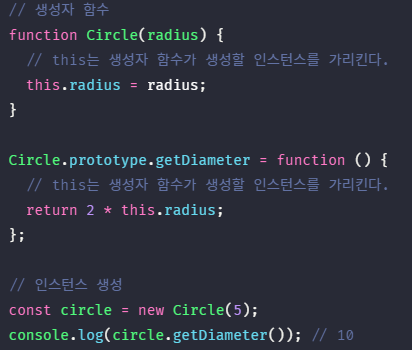 // 생성자 함수
function Circle(radius) {
  // this는 생성자 함수가 생성할 인스턴스를 가리킨다.
  this.radius = radius;
}

Circle.prototype.getDiameter = function () {
  // this는 생성자 함수가 생성할 인스턴스를 가리킨다.
  return 2 * this.radius;
};

// 인스턴스 생성
const circle = new Circle(5);
console.log(circle.getDiameter()); // 10